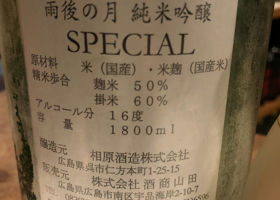 雨後の月 純米吟醸
SPECIAL
原材料 米(国産)・米麹(国産米)
精米歩合 麹米 50%
掛米 60%
アルコール分 16度
容量 1800ml
醸造元 相原酒造株式会社
広島県呉市仁方本町1-25-15
販売元 株式会社 酒商山田
広島県広島市南区宇品海岸2-10-7